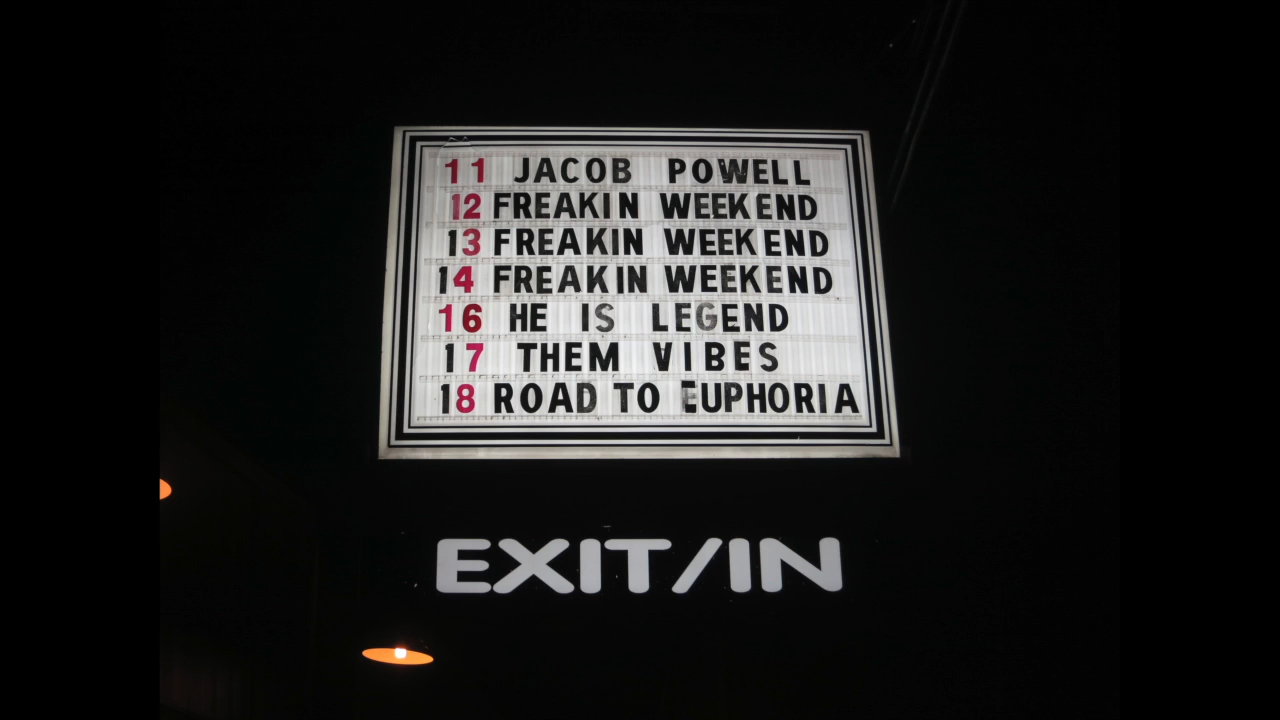 11 JACOB POWELL
12 FREAKIN WEEKEND
13 FREAKIN WEEKEND
14 FREAKIN WEEKEND
16 HE IS LEGEND
17 THEM VIBES
18 ROAD TO EUPHORIA
EXIT/IN